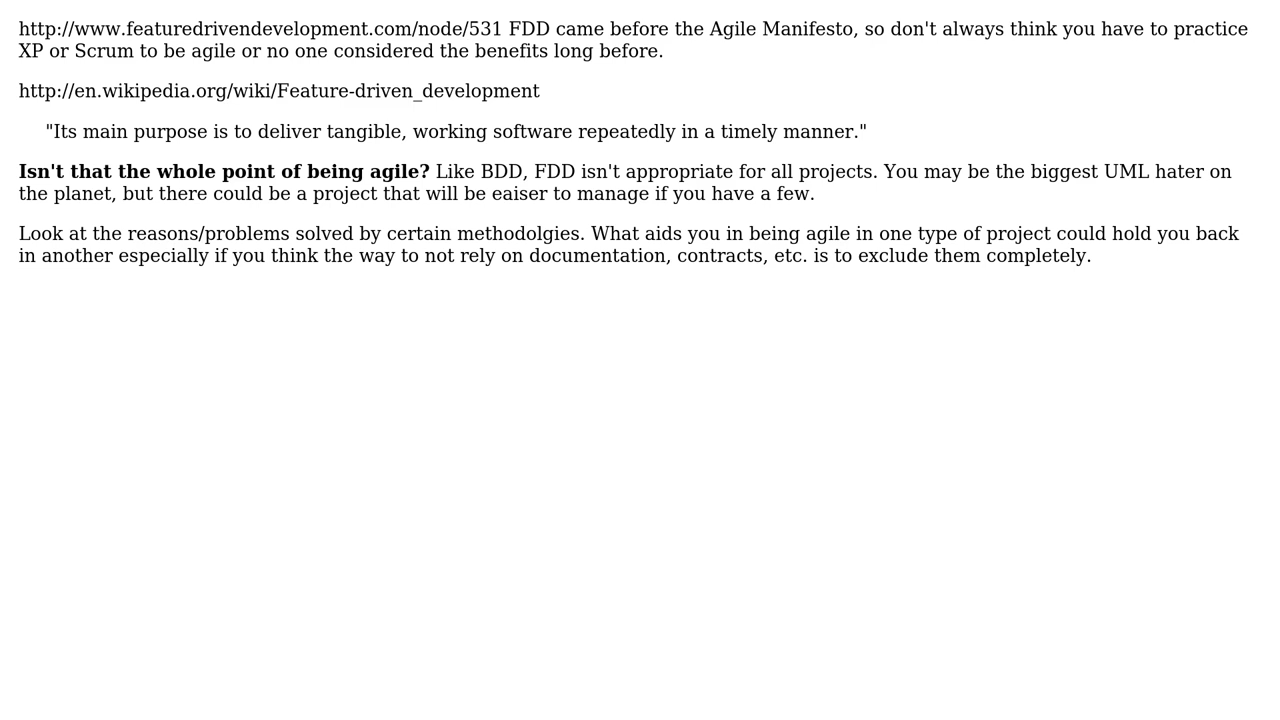 http://www.featuredrivendevelopment.com/node/531 FDD came before the Agile Manifesto, so don't always think you have to practice
XP or Scrum to be agile or no one considered the benefits long before.
http://en.wikipedia.org/wiki/Feature-driven_development
"Its main purpose is to deliver tangible, working software repeatedly in a timely manner."
Isn't that the whole point of being agile? Like BDD, FDD isn't appropriate for all projects. You may be the biggest UML hater on
the planet, but there could be a project that will be eaiser to manage if you have a few.
Look at the reasons/problems solved by certain methodolgies. What aids you in being agile in one type of project could hold you back
in another especially if you think the way to not rely on documentation, contracts, etc. is to exclude them completely.